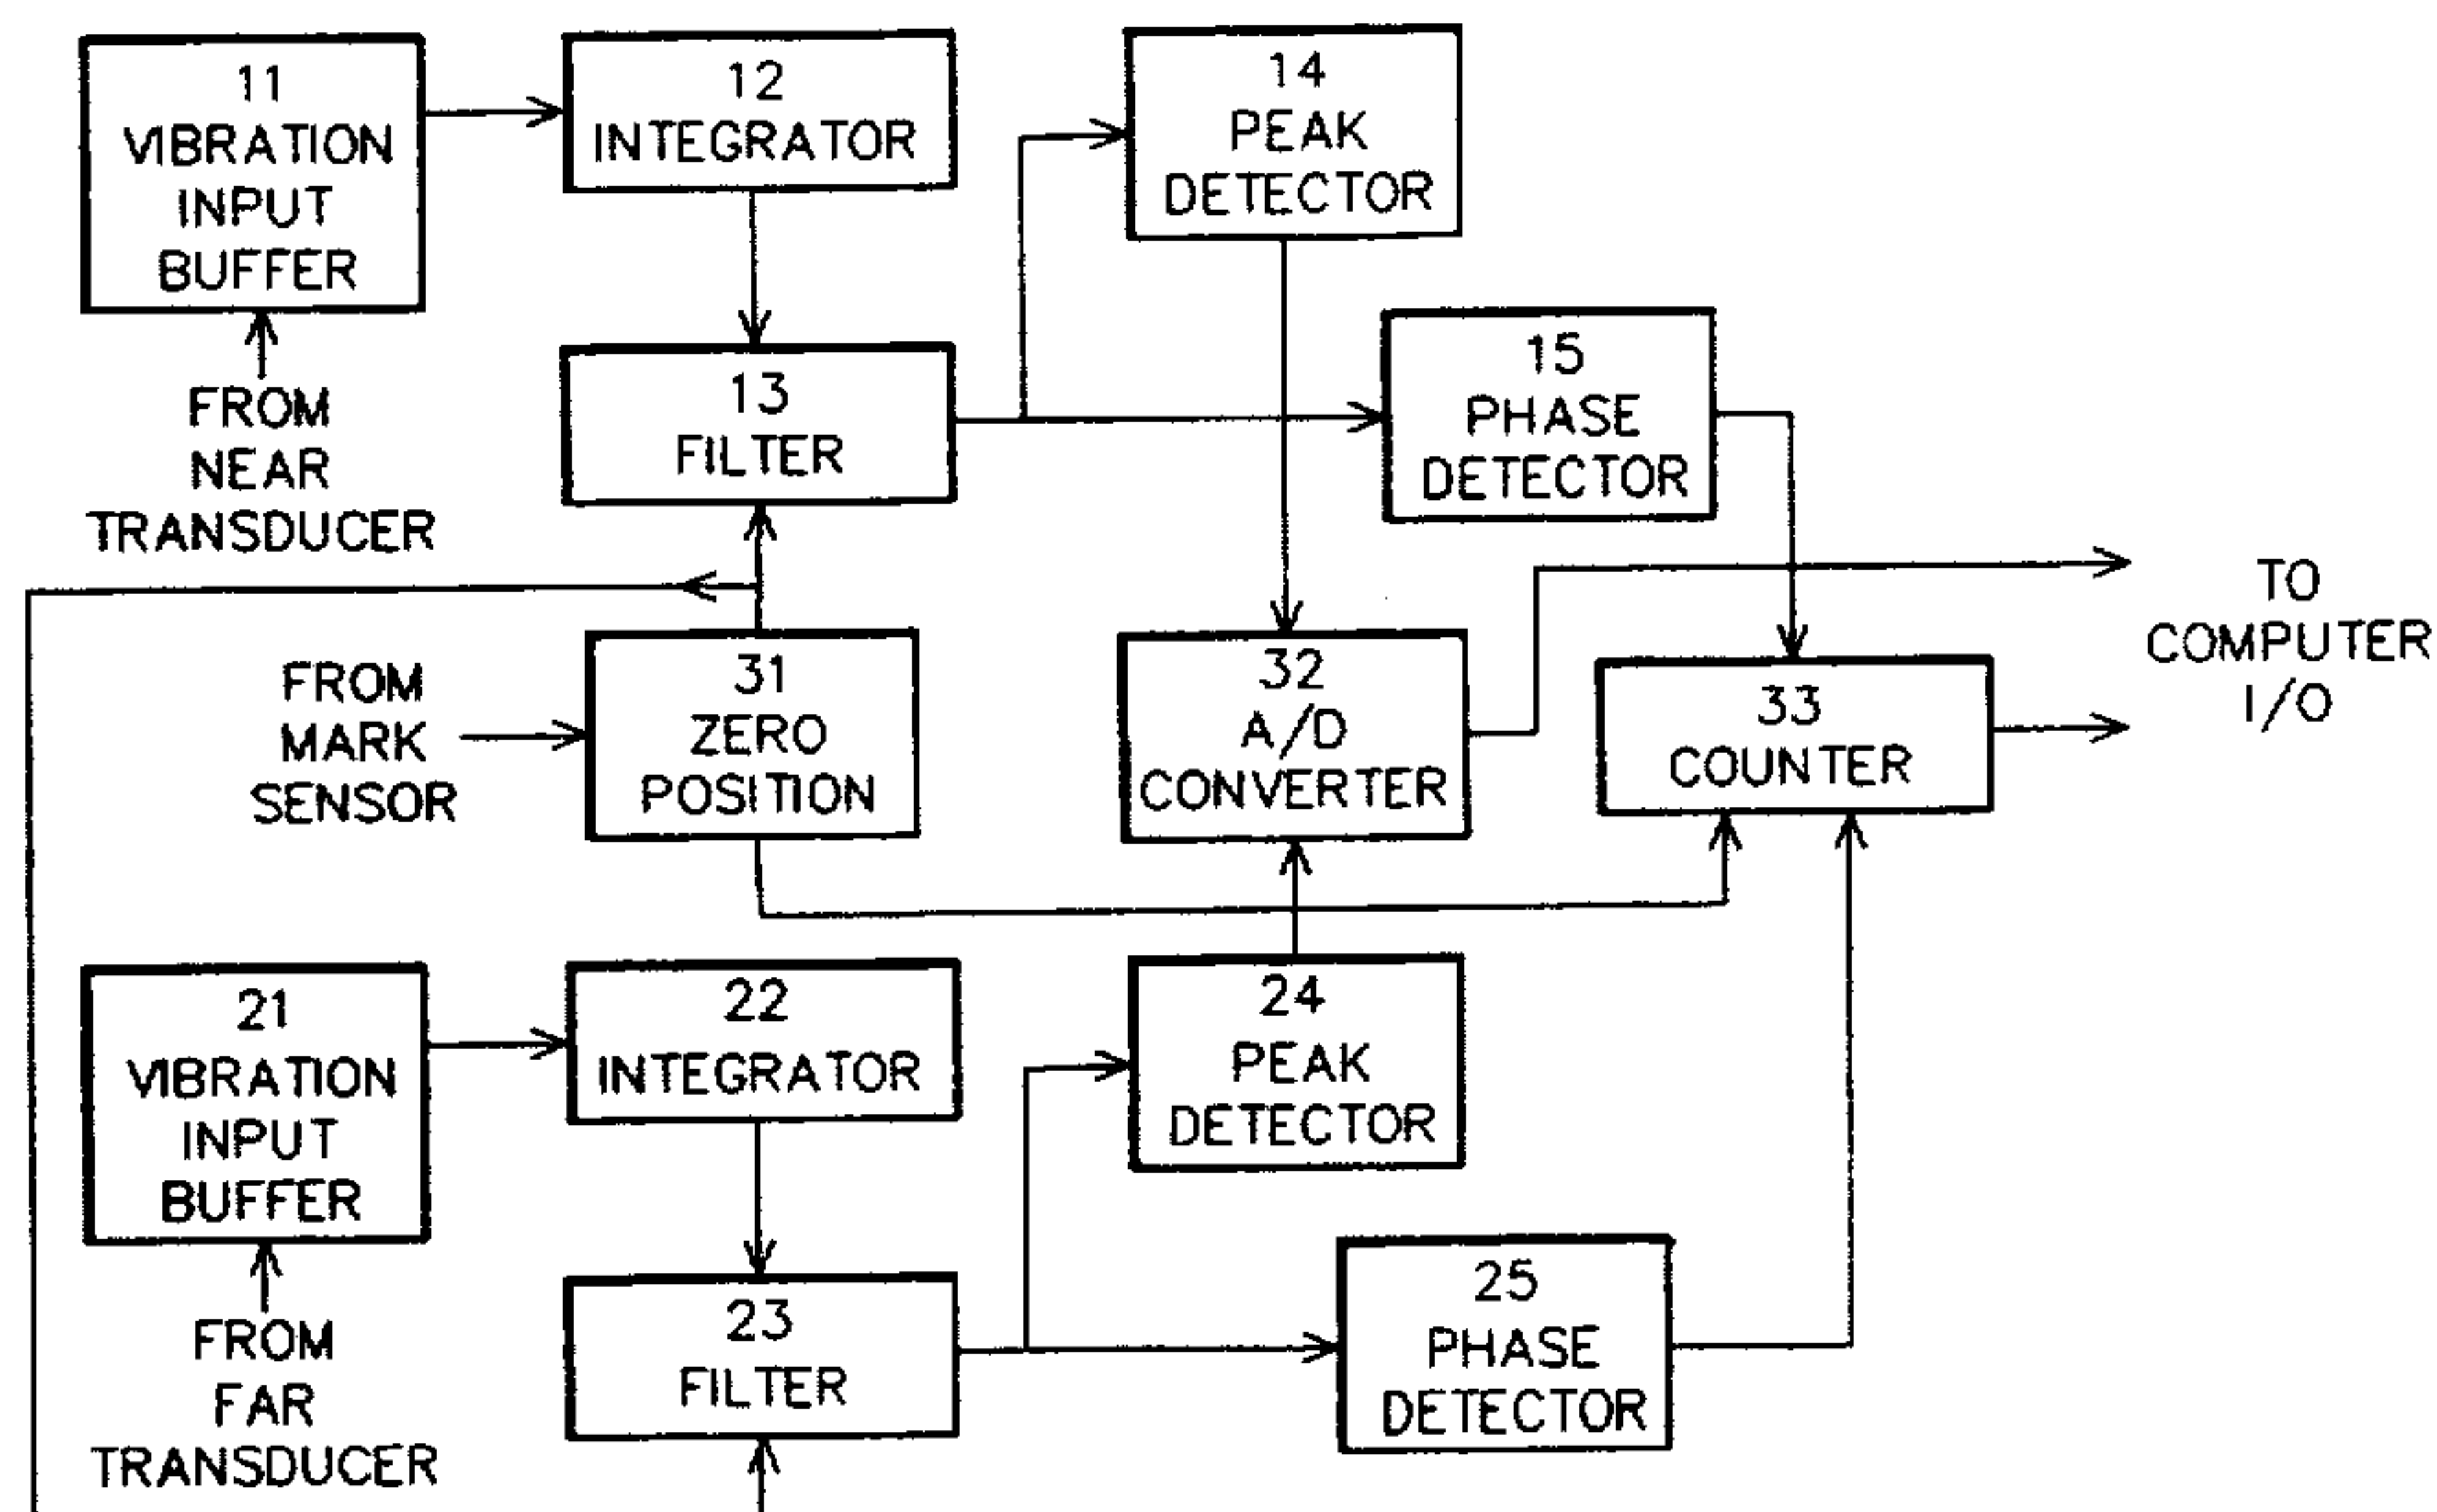 11
VIBRATION
INPUT
BUFFER
12
INTEGRATOR
14
PEAK
DETECTOR
FROM
NEAR
TRANSDUCER
13
FILTER
15
PHASE
DETECTOR
FROM
MARK
SENSOR
31
ZERO
POSITION
32
A/D
CONVERTER
33
COUNTER
TO
COMPUTER
I/O
21
VIBRATION
INPUT
BUFFER
22
INTEGRATOR
24
PEAK
DETECTOR
FROM
FAR
TRANSDUCER
23
FILTER
25
PHASE
DETECTOR